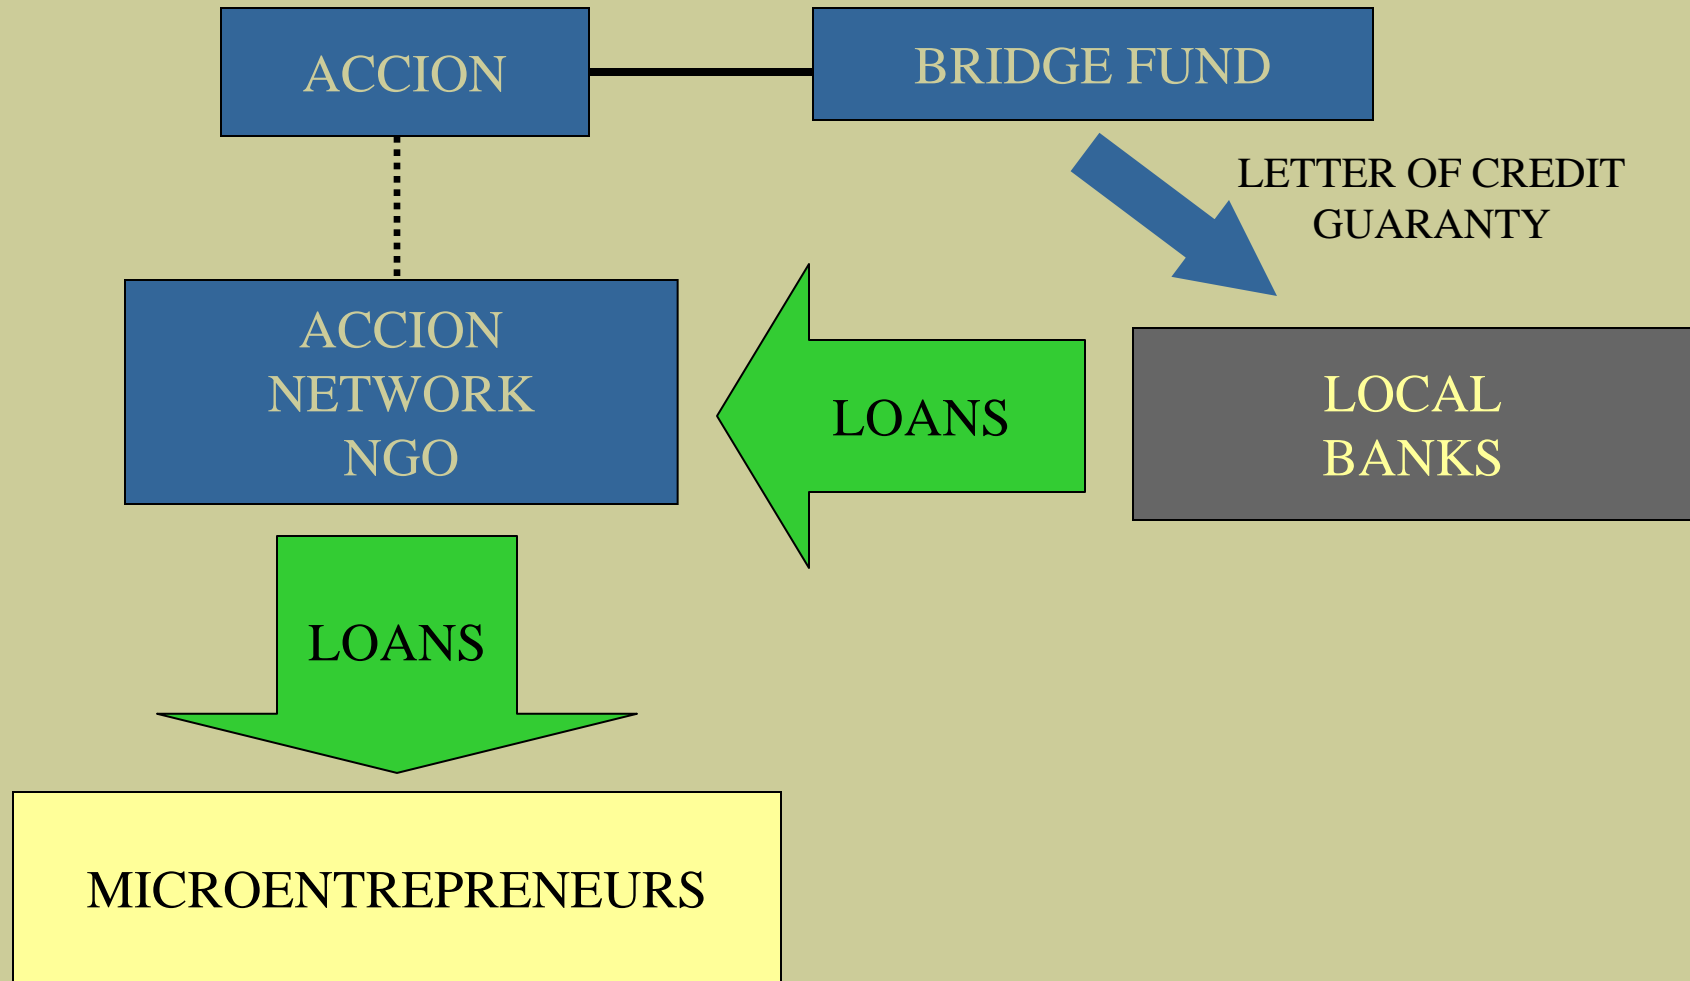 ACCION
BRIDGE FUND
LETTER OF CREDIT
GUARANTY
ACCION
NETWORK
NGO
LOANS
LOCAL
BANKS
LOANS
MICROENTREPRENEURS